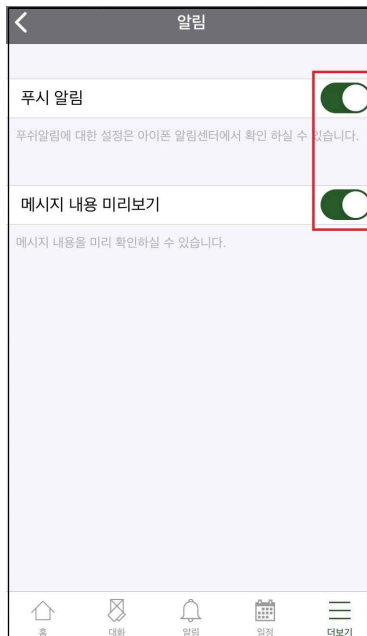 알림
푸시 알림
푸쉬알림에 대한 설정은 아이폰 알림센터에서 확인 하실 수 있습니다.
메시지 내용 미리보기
메시지 내용을 미리 확인하실 수 있습니다.
홈 대화 알림 일정 더보기